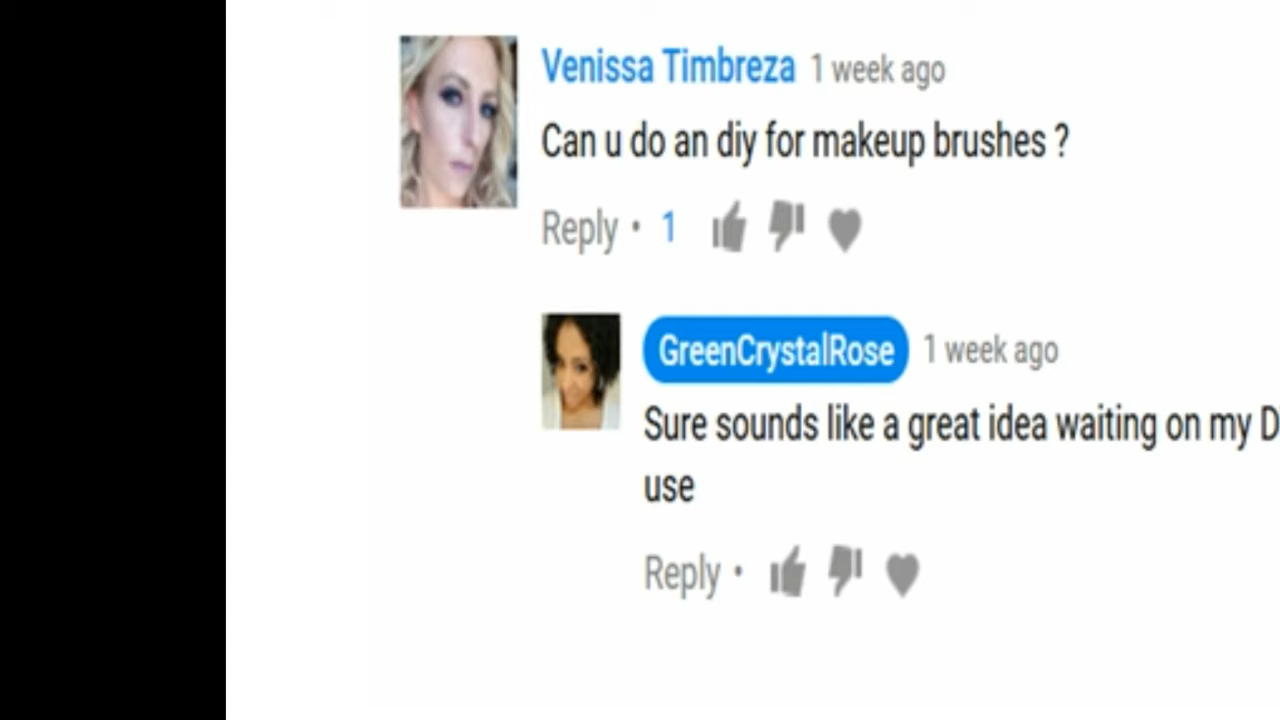 Venissa Timbreza 1 week ago
Can u do an diy for makeup brushes ?
Reply • 1
GreenCrystalRose 1 week ago
Sure sounds like a great idea waiting on my D
use
Reply •